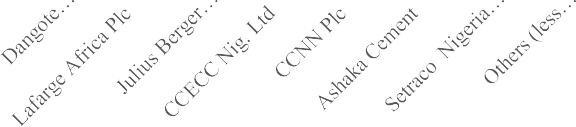 Dangote…
Lafarge Africa Plc
Julius Berger…
CCECC Nig. Ltd
CCNN Plc
Ashaka Cement
Setraco Nigeria…
Others (less…